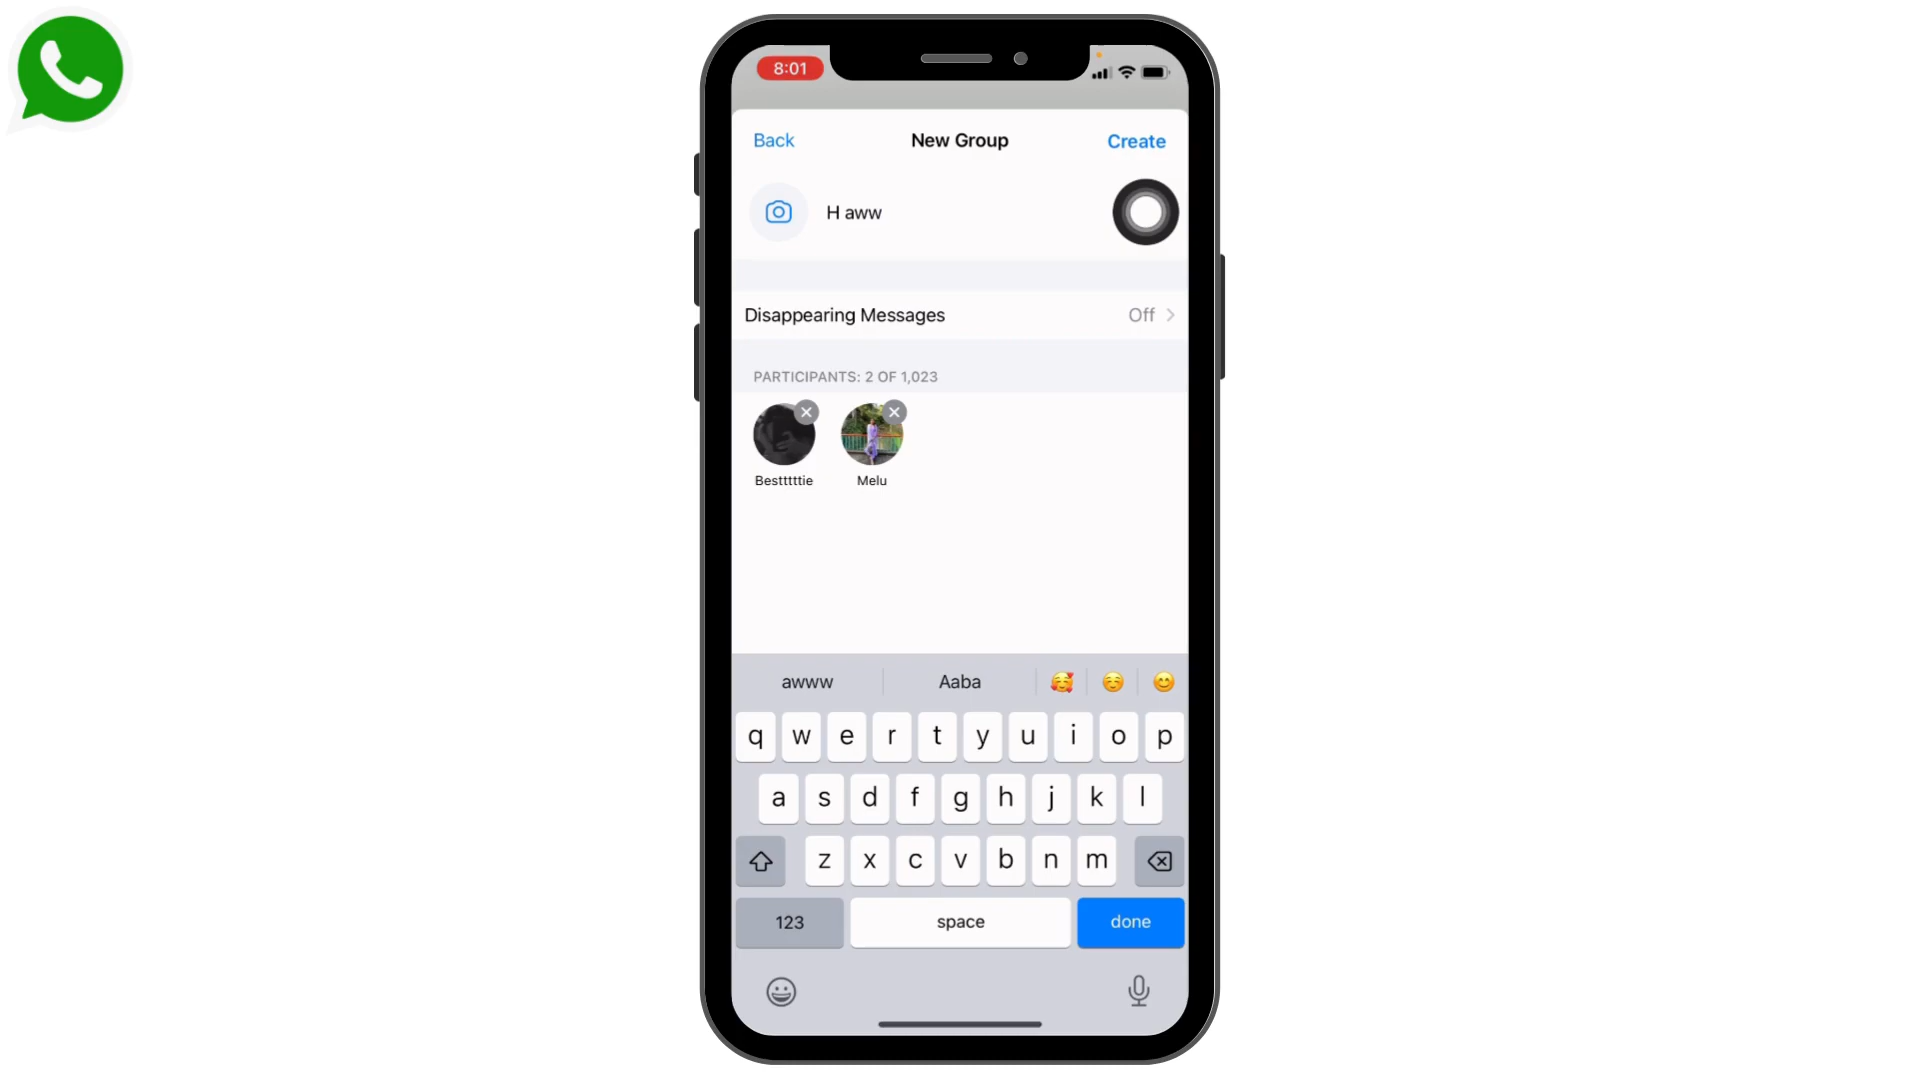 8:01
Back New Group Create
H aww
Disappearing Messages Off
PARTICIPANTS: 2 OF 1,023
Bestttttie Melu
awww Aaba
q w e r t y u i o p
a s d f g h j k l
z x c v b n m
123 space done